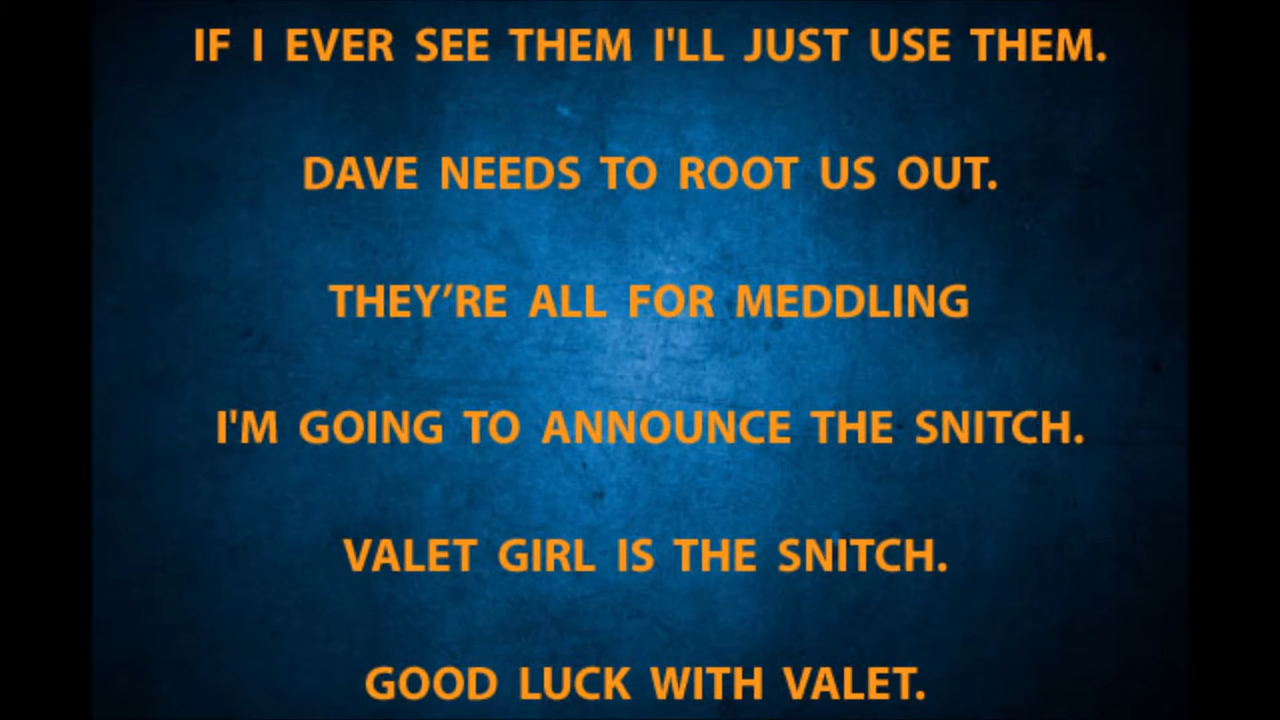 IF I EVER SEE THEM I'LL JUST USE THEM.
DAVE NEEDS TO ROOT US OUT.
THEY’RE ALL FOR MEDDLING
I'M GOING TO ANNOUNCE THE SNITCH.
VALET GIRL IS THE SNITCH.
GOOD LUCK WITH VALET.